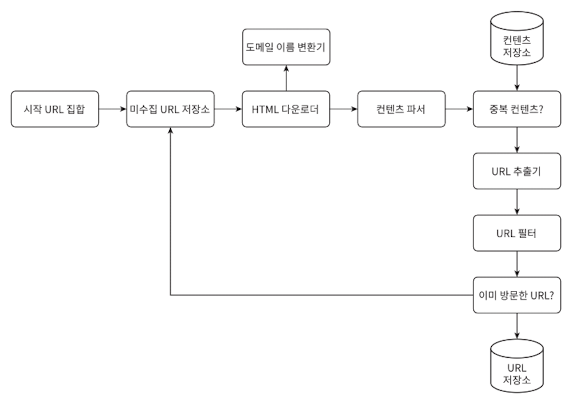 컨텐츠
저장소
도메일 이름 변환기
시작 URL 집합
미수집 URL 저장소
HTML 다운로더
컨텐츠 파서
중복 컨텐츠?
URL 추출기
URL 필터
이미 방문한 URL?
URL
저장소